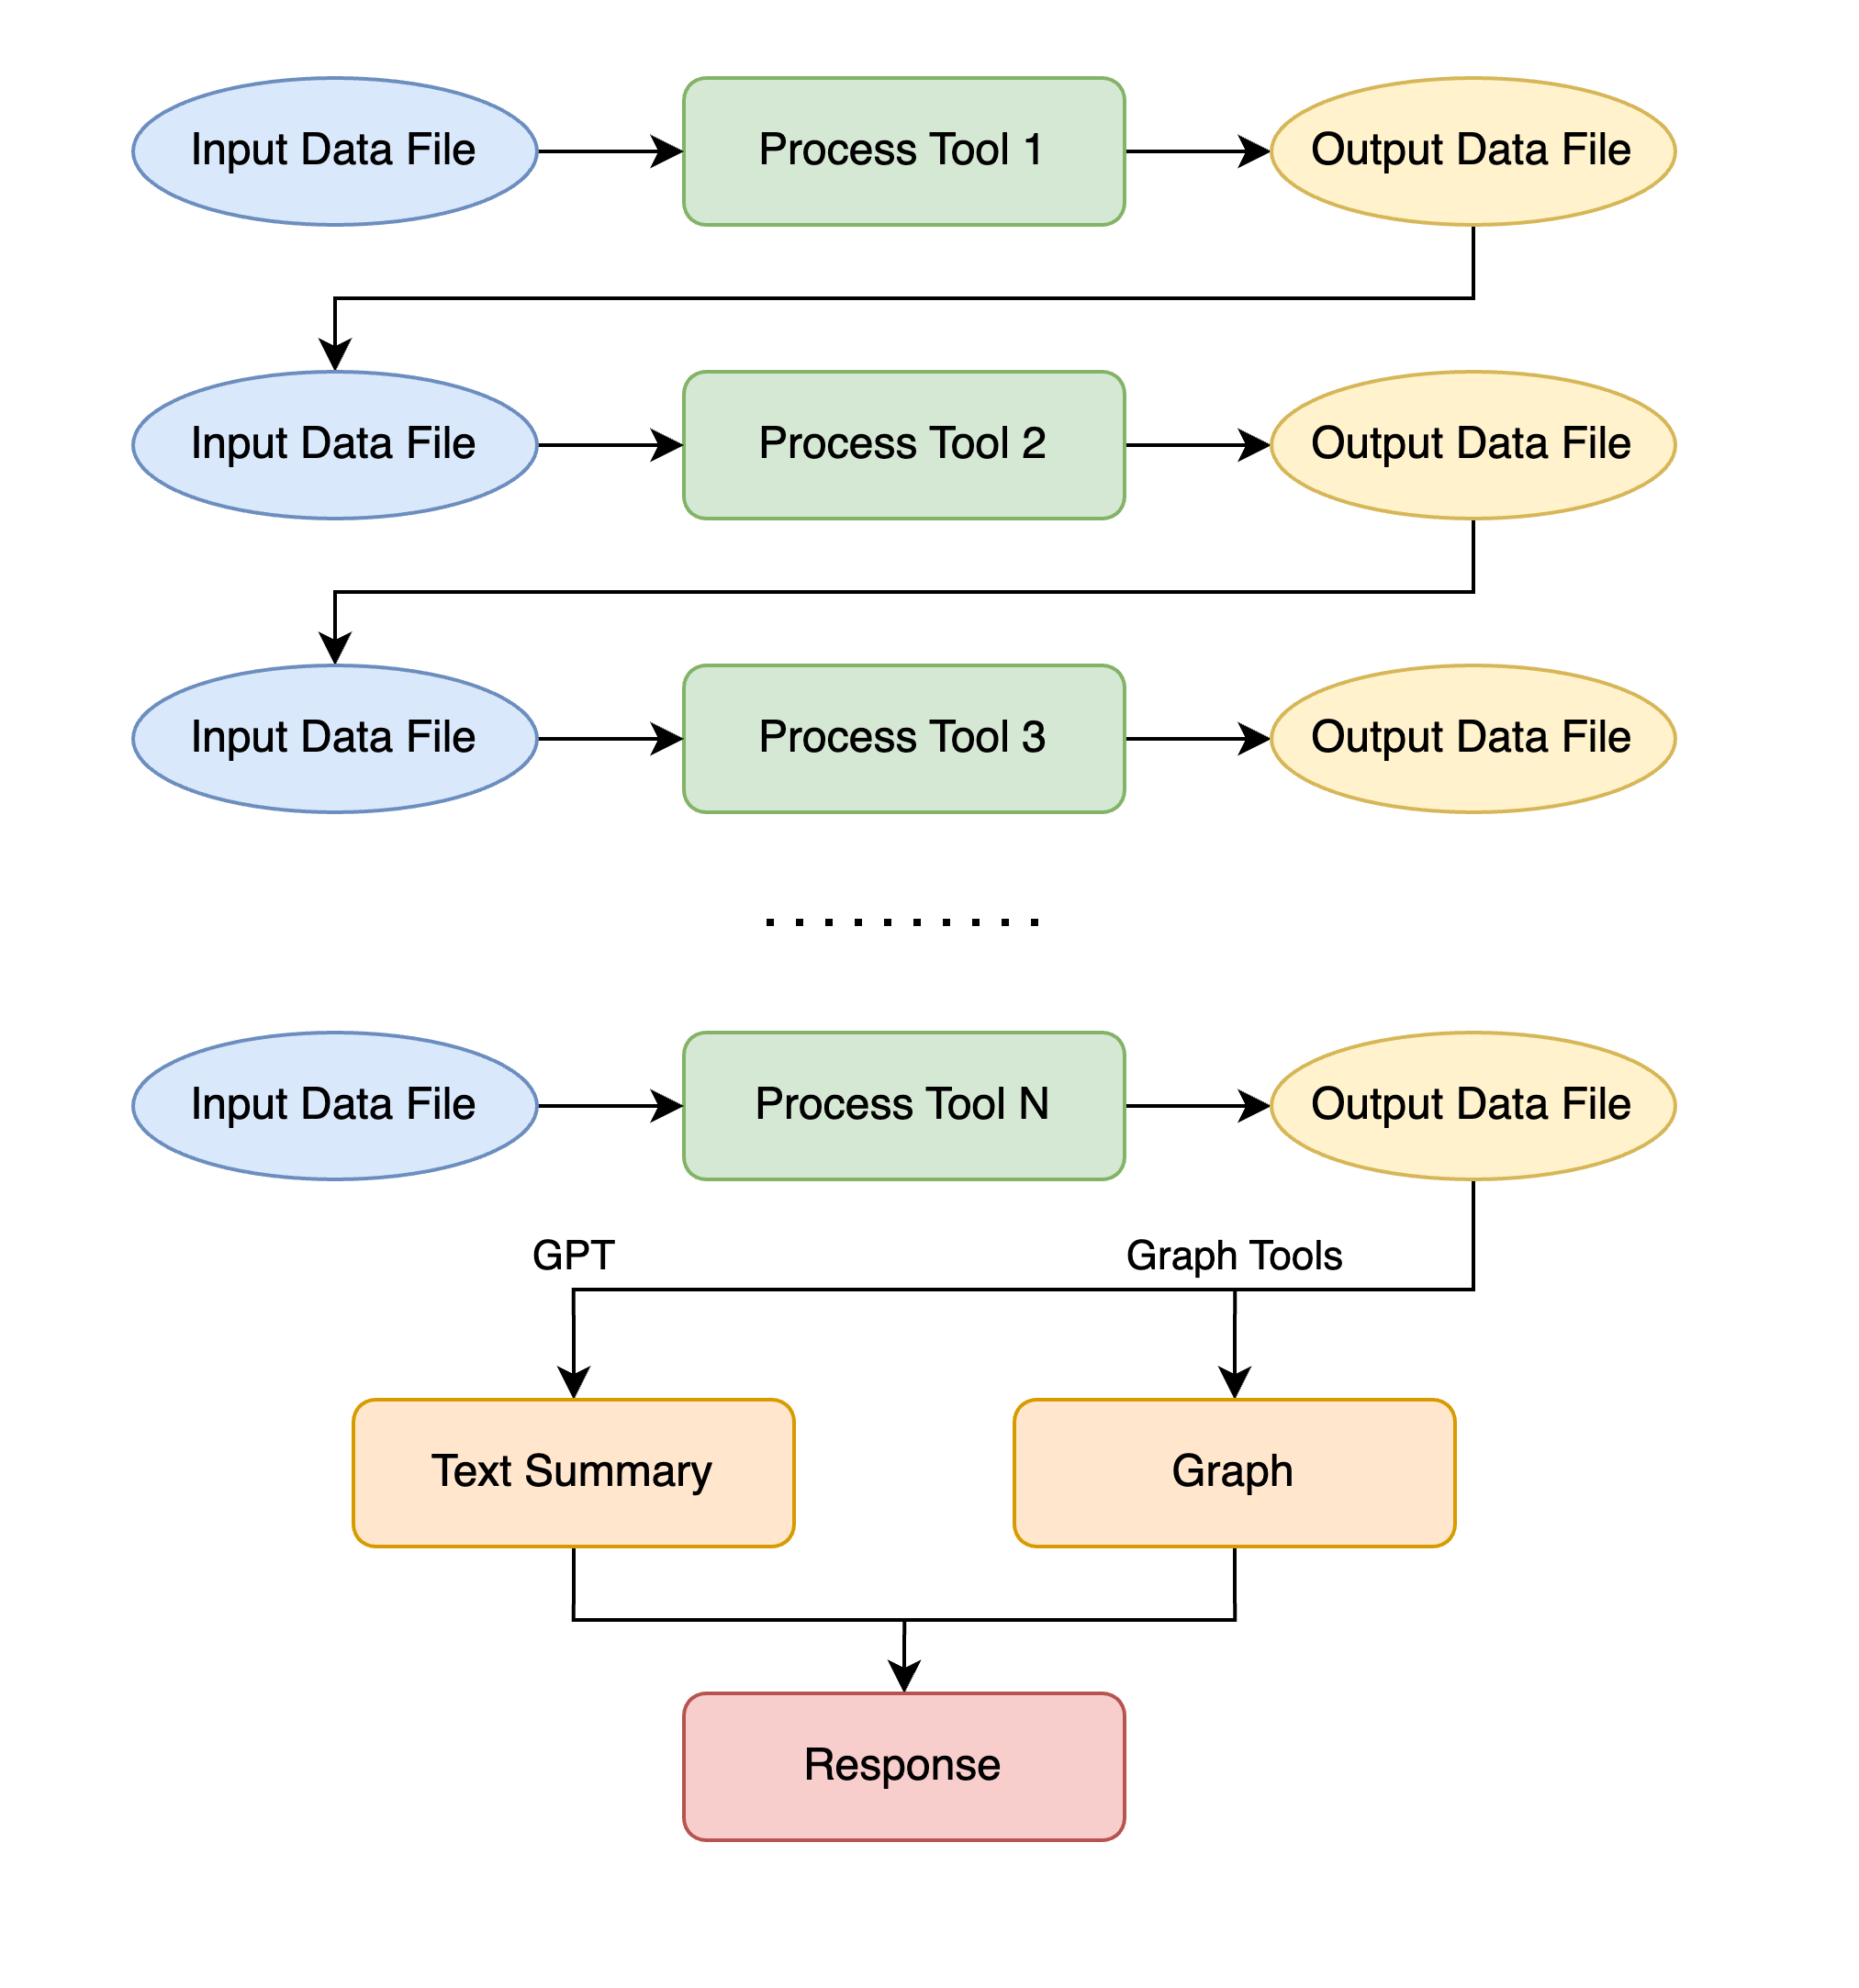 Input Data File
Process Tool 1
Output Data File
Input Data File
Process Tool 2
Output Data File
Input Data File
Process Tool 3
Output Data File
. . . . . . . . . .
Input Data File
Process Tool N
Output Data File
GPT
Graph Tools
Text Summary
Graph
Response